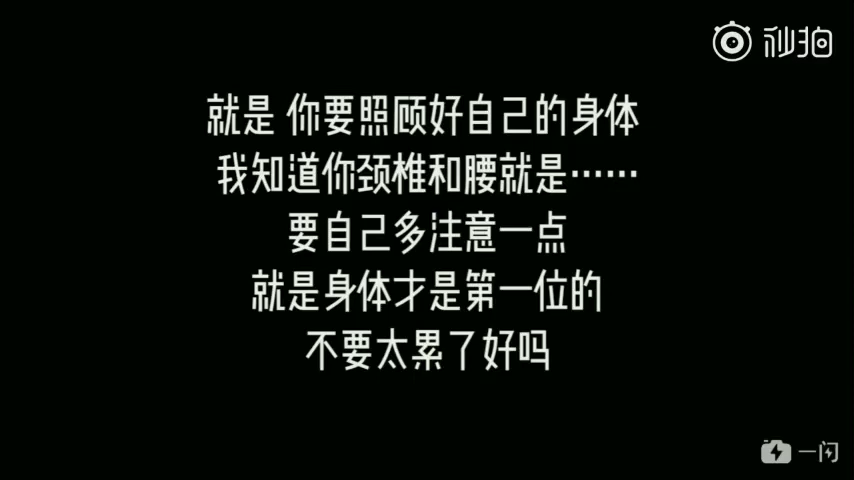 秒拍
就是 你要照顾好自己的身体
我知道你颈椎和腰就是……
要自己多注意一点
就是身体才是第一位的
不要太累了好吗
一闪